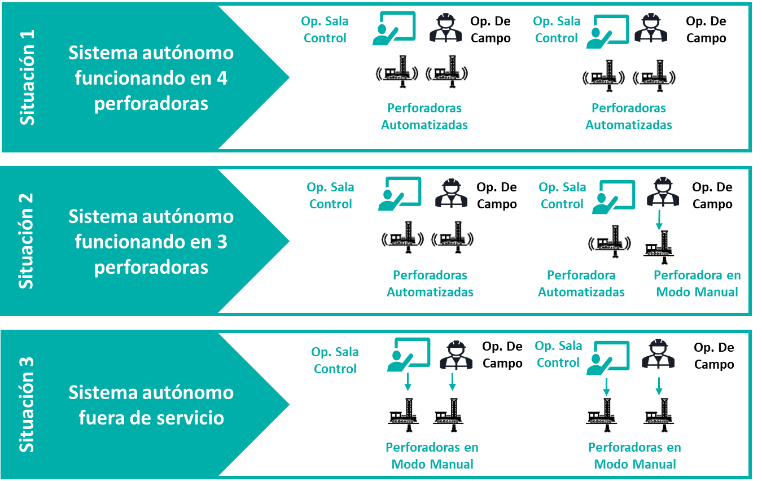 Situación 1
Sistema autónomo
funcionando en 4
perforadoras
Op. Sala
Control
Op. De
Campo
Perforadoras
Automatizadas
Op. Sala
Control
Op. De
Campo
Perforadoras
Automatizadas
Situación 2
Sistema autónomo
funcionando en 3
perforadoras
Op. Sala
Control
Op. De
Campo
Perforadoras
Automatizadas
Op. Sala
Control
Op. De
Campo
Perforadora
Automatizadas
Perforadora en
Modo Manual
Situación 3
Sistema autónomo
fuera de servicio
Op. Sala
Control
Op. De
Campo
Perforadoras en
Modo Manual
Op. Sala
Control
Op. De
Campo
Perforadoras en
Modo Manual